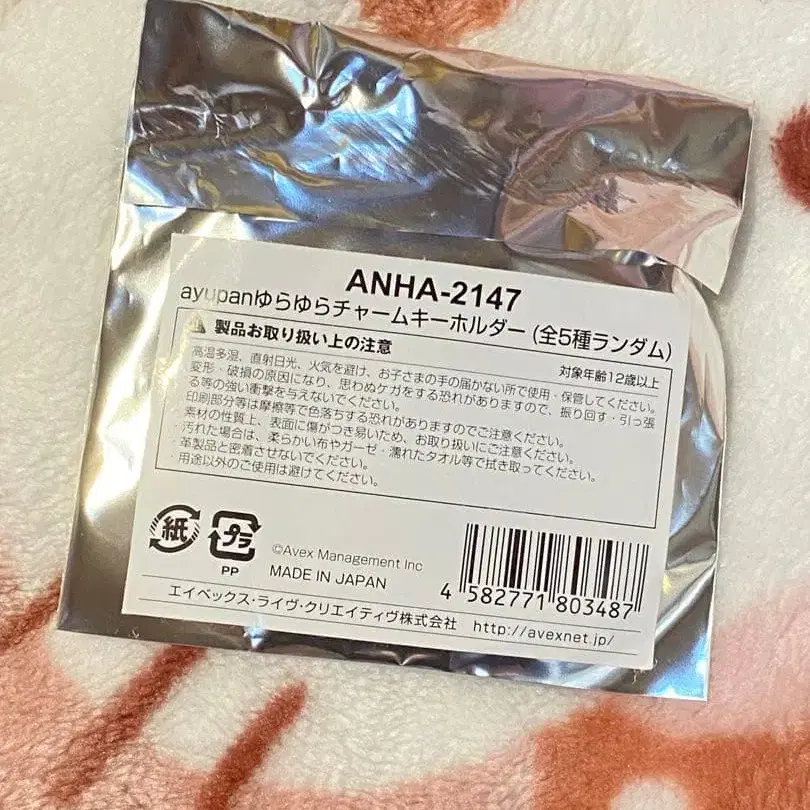 ANHA-2147
ayupanゆらゆらチャームキーホルダー (全5種ランダム)
製品お取り扱い上の注意
対象年齢12歳以上
高温多湿、直射日光、火気を避け、お子さまの手の届かない所で使用・保管してください。
変形・破損の原因になり、思わぬケガをする恐れがありますので、振り回す・引っ張
る等の強い衝撃を与えないでください。
印刷部分等は摩擦等で色落ちする恐れがありますのでご注意ください。
素材の性質上、表面に傷がつき易いため、お取り扱いにご注意ください。
・汚れた場合は、柔らかい布やガーゼ・濡れたタオル等で拭き取ってください。
・革製品と密着させないでください。
・用途以外のご使用は避けてください。
紙
プラ
PP
©Avex Management Inc
MADE IN JAPAN
4 582771 803487
エイベックス・ライヴ・クリエイティヴ株式会社 http://avexnet.jp/